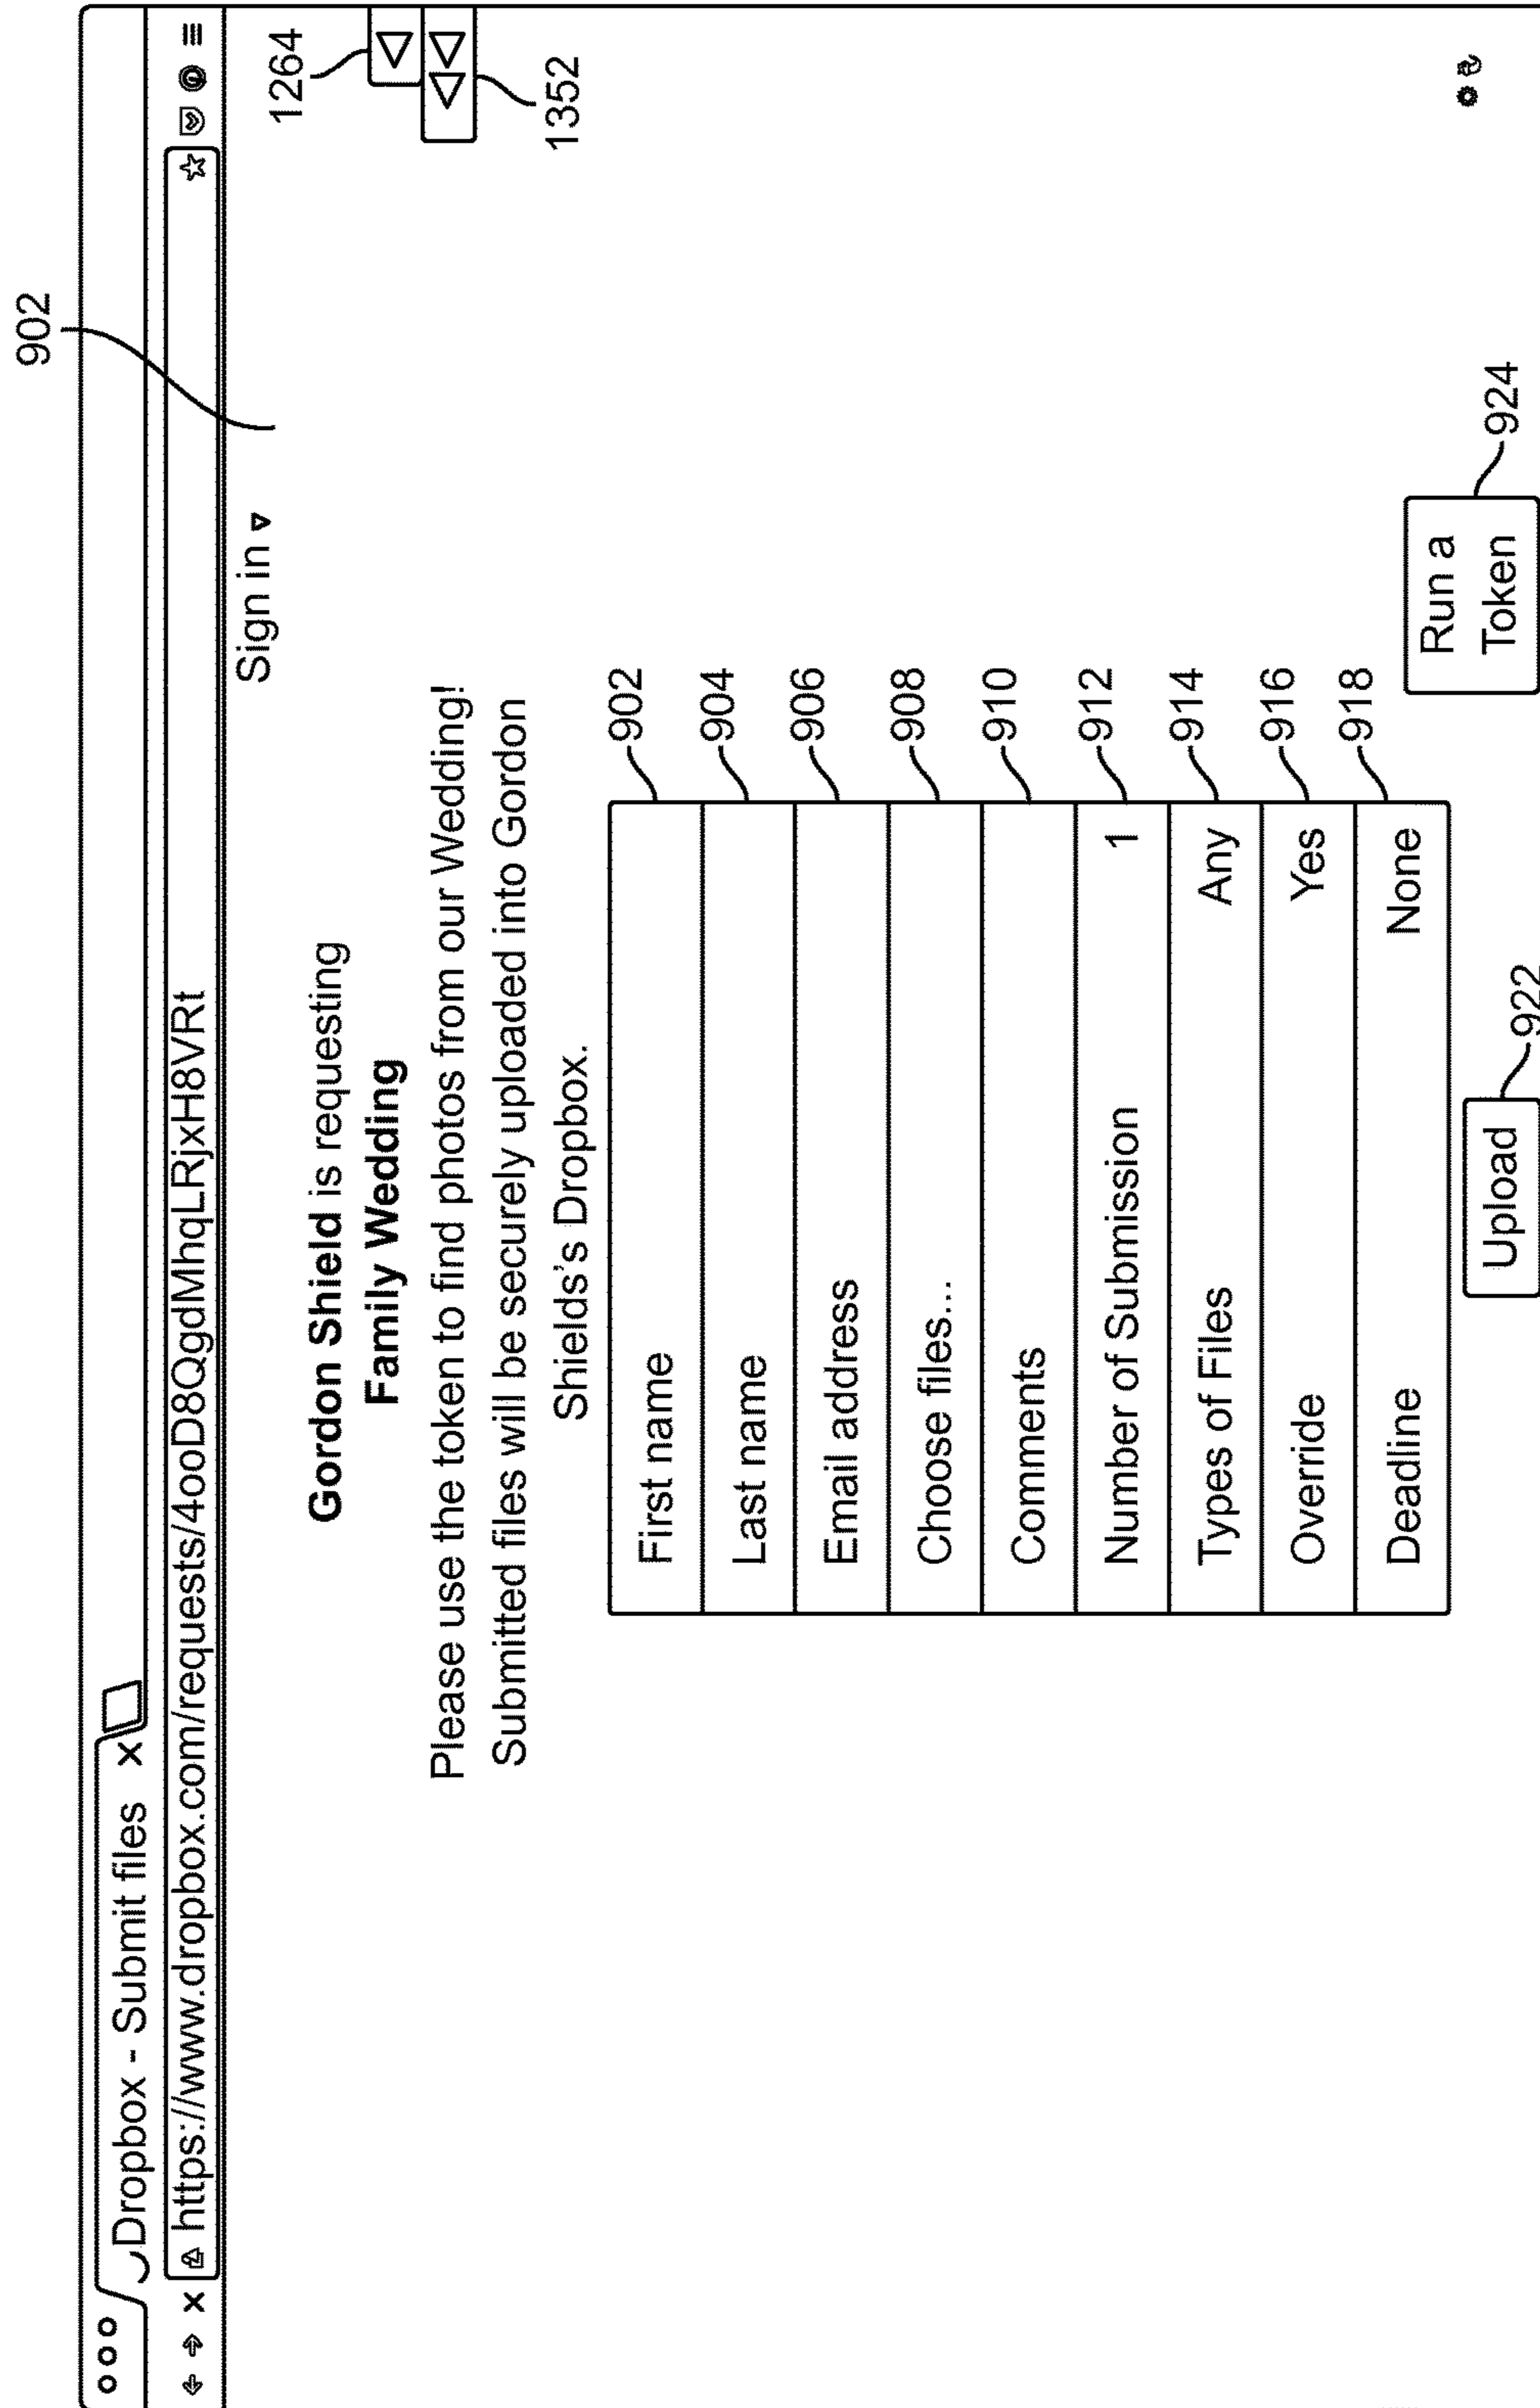 902
Dropbox - Submit files x
https://www.dropbox.com/requests/4ooD8QgdMhqLRjxH8VRt
Sign in
1264
Gordon Shield is requesting
Family Wedding
Please use the token to find photos from our Wedding!
Submitted files will be securely uploaded into Gordon
Shields's Dropbox.
1352
First name 902
Last name 904
Email address 906
Choose files... 908
Comments 910
Number of Submission 1 912
Types of Files Any 914
Override Yes 916
Deadline None 918
Upload 922
Run a
Token 924